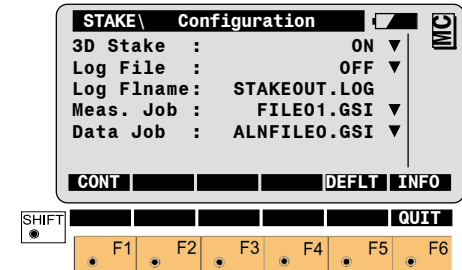 STAKE\ Configuration
MC
3D Stake : ON ▼
Log File : OFF ▼
Log Flname: STAKEOUT.LOG
Meas. Job : FILE01.GSI ▼
Data Job : ALNFILE0.GSI ▼
CONT DEFLT INFO
SHIFT QUIT
F1 F2 F3 F4 F5 F6